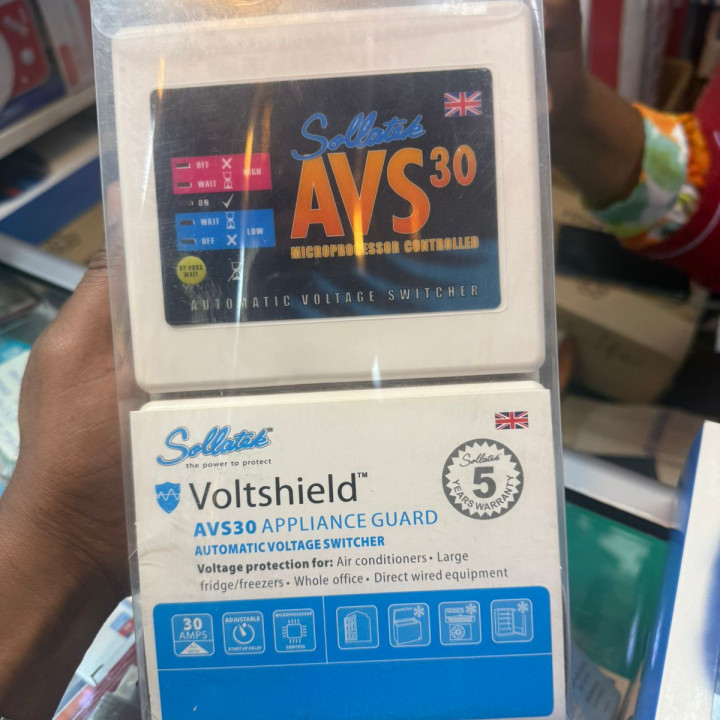 Sollatek
AVS30
MICROPROCESSOR CONTROLLED
OFF
WAIT
HIGH
ON
WAIT
OFF
LOW
BY-PASS
WAIT
AUTOMATIC VOLTAGE SWITCHER
Sollatek™
the power to protect
Voltshield™
AVS30 APPLIANCE GUARD
AUTOMATIC VOLTAGE SWITCHER
Voltage protection for: Air conditioners • Large
fridge/freezers • Whole office • Direct wired equipment
Sollatek
5
YEARS WARRANTY
30
AMPS
ADJUSTABLE
START UP DELAY
MICROPROCESSOR
CONTROL